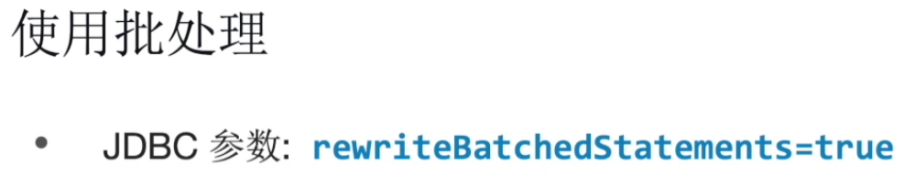 使用批处理
• JDBC 参数: rewriteBatchedStatements=true